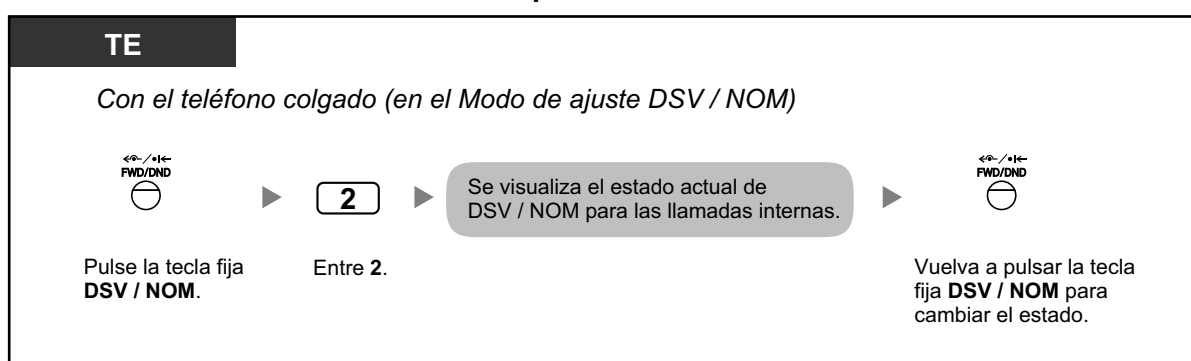 TE
Con el teléfono colgado (en el Modo de ajuste DSV / NOM)
FWD/DND
2
Se visualiza el estado actual de
DSV / NOM para las llamadas internas.
FWD/DND
Pulse la tecla fija
DSV / NOM.
Entre 2.
Vuelva a pulsar la tecla
fija DSV / NOM para
cambiar el estado.